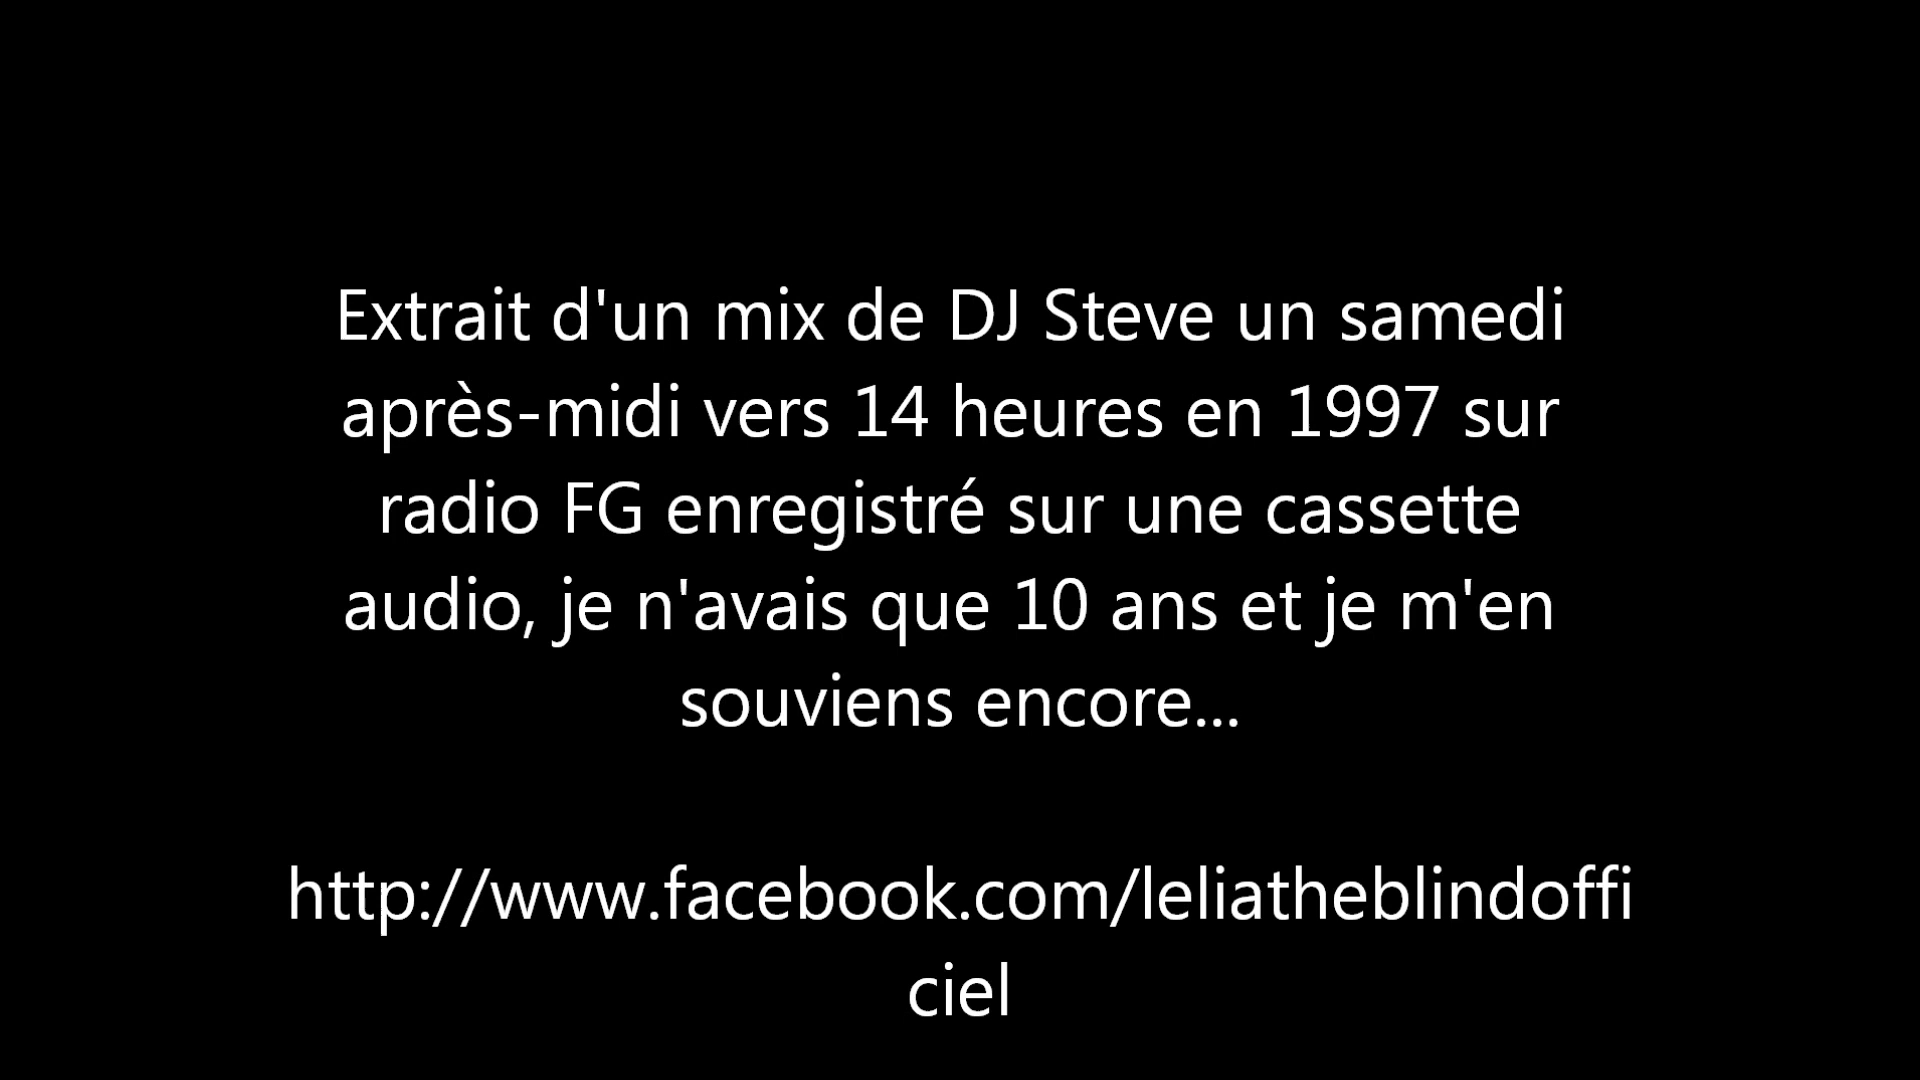 Extrait d'un mix de DJ Steve un samedi
après-midi vers 14 heures en 1997 sur
radio FG enregistré sur une cassette
audio, je n'avais que 10 ans et je m'en
souviens encore...
http://www.facebook.com/leliatheblindoffi
ciel